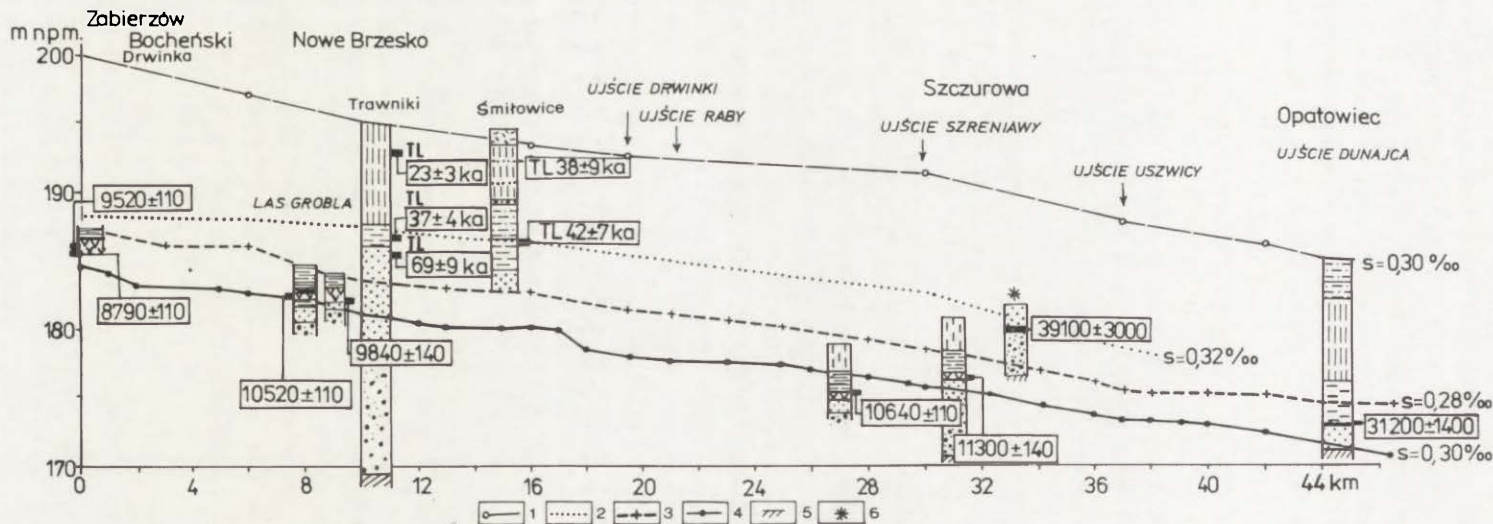 Zabierzów
m npm. Bocheński Nowe Brzesko
Drwinka
200
Trawniki Śmiłowice UJŚCIE DRWINKI Szczurowa
UJŚCIE RABY UJŚCIE SZRENIAWY Opatowiec
UJŚCIE DUNAJCA
UJŚCIE USZWICY
TL
23±3 ka
TL 38±9 ka
190
9520±110
LAS GROBLA
TL
37±4 ka
TL 42±7 ka
TL
69±9 ka
s=0,30 ‰
8790±110
180
10520±110
9840±140
39100±3000
s=0,32 ‰
s=0,28 ‰
10640±110
11300±140
31200±1400
s=0,30 ‰
170
0 4 8 12 16 20 24 28 32 36 40 44 km
1 2 3 4 5 6